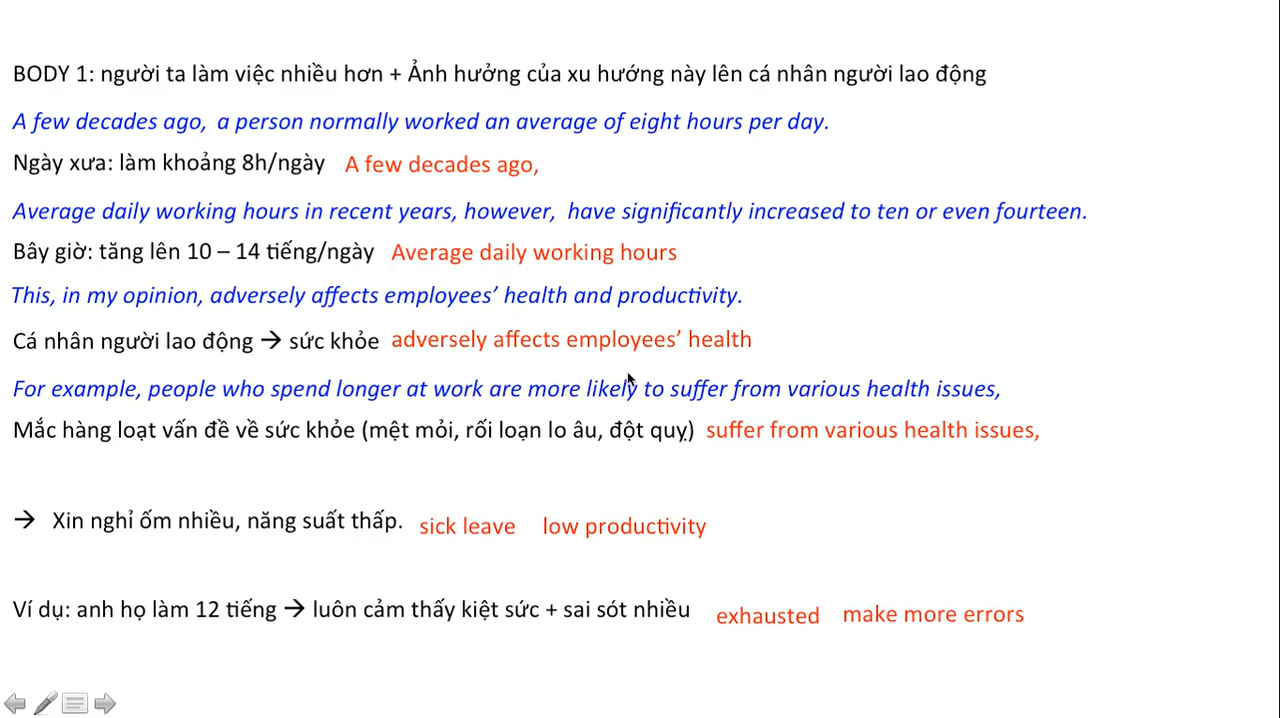 BODY 1: người ta làm việc nhiều hơn + Ảnh hưởng của xu hướng này lên cá nhân người lao động
A few decades ago, a person normally worked an average of eight hours per day.
Ngày xưa: làm khoảng 8h/ngày A few decades ago,
Average daily working hours in recent years, however, have significantly increased to ten or even fourteen.
Bây giờ: tăng lên 10 – 14 tiếng/ngày Average daily working hours
This, in my opinion, adversely affects employees’ health and productivity.
Cá nhân người lao động → sức khỏe adversely affects employees’ health
For example, people who spend longer at work are more likely to suffer from various health issues,
Mắc hàng loạt vấn đề về sức khỏe (mệt mỏi, rối loạn lo âu, đột quỵ) suffer from various health issues,
→ Xin nghỉ ốm nhiều, năng suất thấp. sick leave low productivity
Ví dụ: anh họ làm 12 tiếng → luôn cảm thấy kiệt sức + sai sót nhiều exhausted make more errors